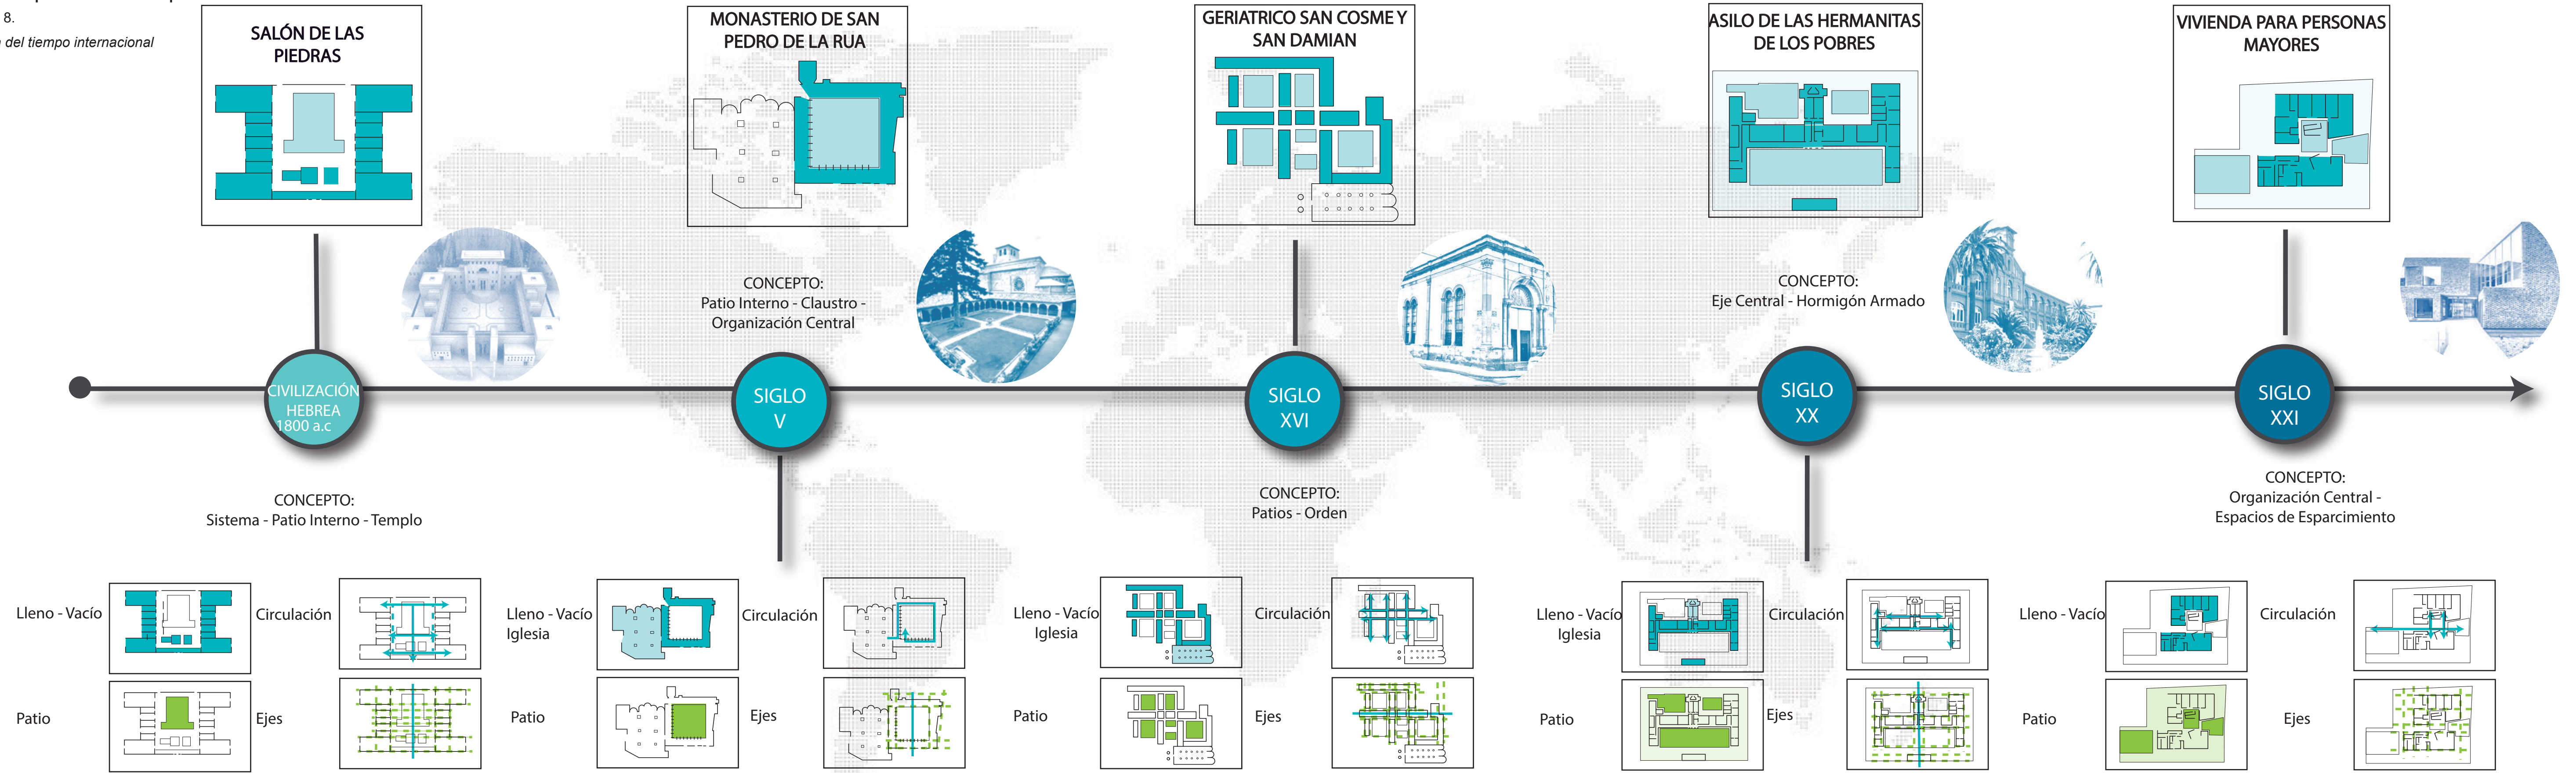 8.
del tiempo internacional
SALÓN DE LAS
PIEDRAS
MONASTERIO DE SAN
PEDRO DE LA RUA
GERIATRICO SAN COSME Y
SAN DAMIAN
ASILO DE LAS HERMANITAS
DE LOS POBRES
VIVIENDA PARA PERSONAS
MAYORES
CONCEPTO:
Patio Interno - Claustro -
Organización Central
CONCEPTO:
Eje Central - Hormigón Armado
CIVILIZACIÓN
HEBREA
1800 a.c
SIGLO
V
SIGLO
XVI
SIGLO
XX
SIGLO
XXI
CONCEPTO:
Sistema - Patio Interno - Templo
CONCEPTO:
Patios - Orden
CONCEPTO:
Organización Central -
Espacios de Esparcimiento
Lleno - Vacío
Circulación
Lleno - Vacío
Iglesia
Circulación
Lleno - Vacío
Iglesia
Circulación
Lleno - Vacío
Iglesia
Circulación
Lleno - Vacío
Circulación
Patio
Ejes
Patio
Ejes
Patio
Ejes
Patio
Ejes
Patio
Ejes